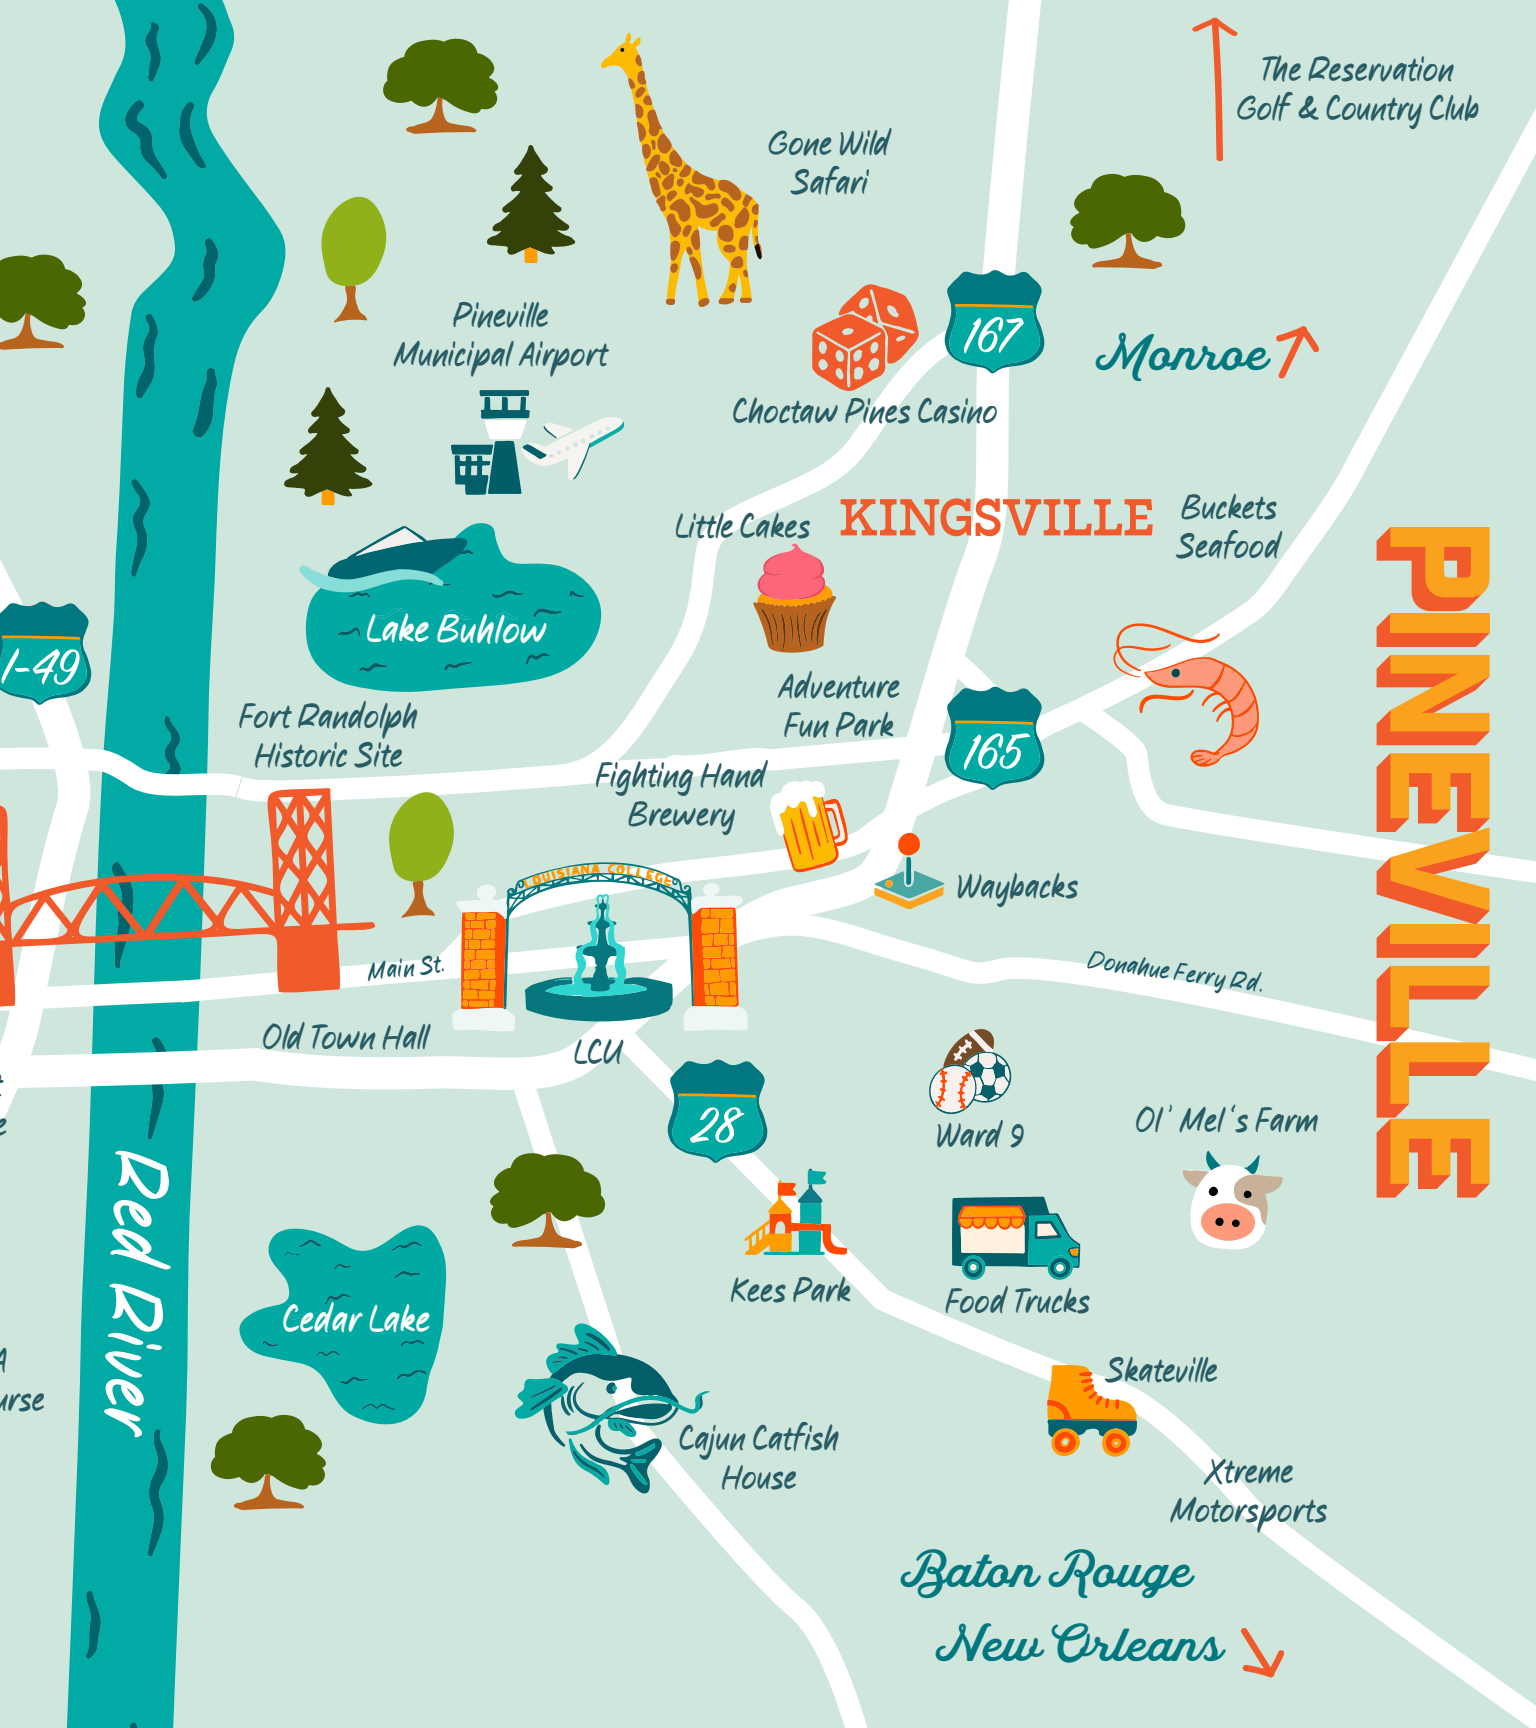 The Reservation
Golf & Country Club
Gone Wild
Safari
Pineville
Municipal Airport
167
Monroe
Choctaw Pines Casino
Little Cakes
KINGSVILLE
Buckets
Seafood
PINEVILLE
Lake Buhlow
I-49
Adventure
Fun Park
Fort Randolph
Historic Site
165
Fighting Hand
Brewery
LOUISIANA COLLEGE
Waybacks
Main St.
Donahue Ferry Rd.
Old Town Hall
LCU
28
Ward 9
Ol' Mel's Farm
Red River
Kees Park
Food Trucks
Cedar Lake
Skateville
Cajun Catfish
House
Xtreme
Motorsports
Baton Rouge
New Orleans